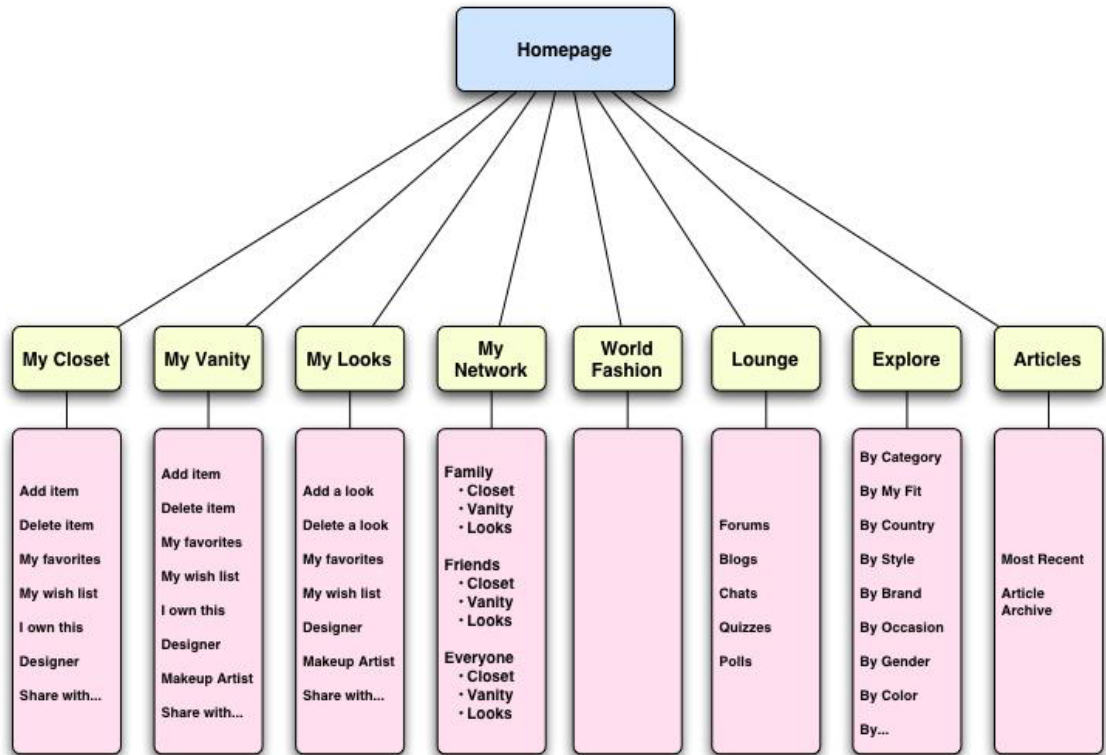 Homepage
My Closet
My Vanity
My Looks
My
Network
World
Fashion
Lounge
Explore
Articles
Add item
Delete item
My favorites
My wish list
I own this
Designer
Share with...
Add item
Delete item
My favorites
My wish list
I own this
Designer
Makeup Artist
Share with...
Add a look
Delete a look
My favorites
My wish list
Designer
Makeup Artist
Share with...
Family
• Closet
• Vanity
• Looks
Friends
• Closet
• Vanity
• Looks
Everyone
• Closet
• Vanity
• Looks
Forums
Blogs
Chats
Quizzes
Polls
By Category
By My Fit
By Country
By Style
By Brand
By Occasion
By Gender
By Color
By...
Most Recent
Article
Archive